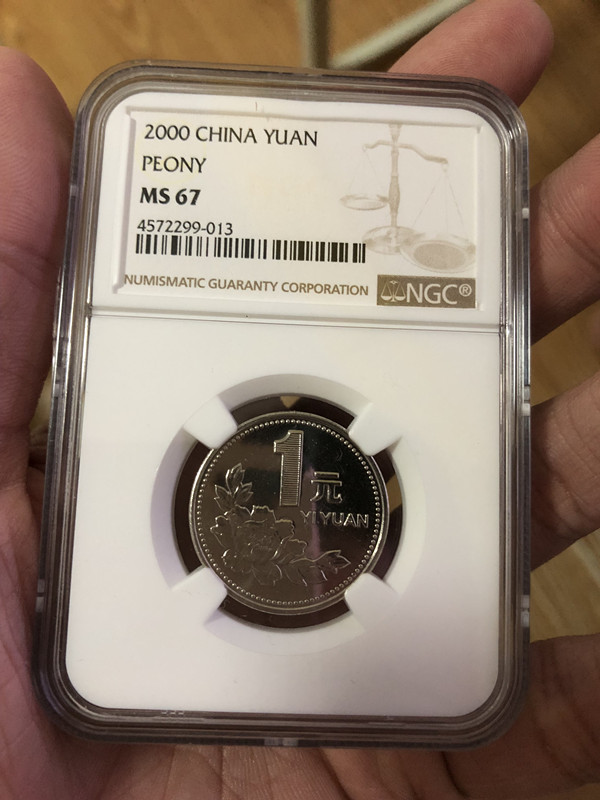 2000 CHINA YUAN
PEONY
MS 67
4572299-013
NUMISMATIC GUARANTY CORPORATION NGC®
1元
YI YUAN